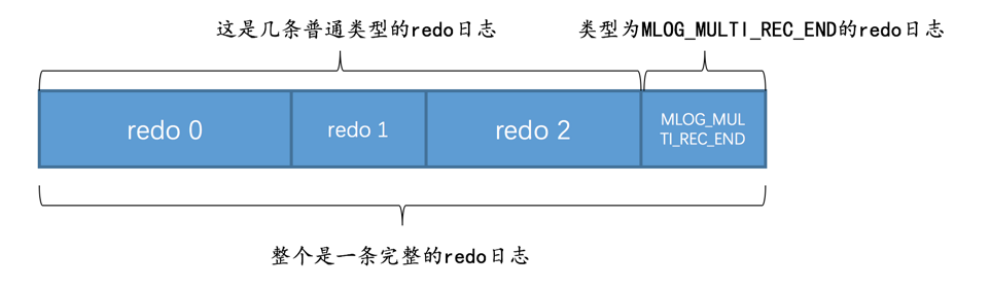 这是几条普通类型的redo日志
类型为MLOG_MULTI_REC_END的redo日志
redo 0
redo 1
redo 2
MLOG_MUL
TI_REC_END
整个是一条完整的redo日志